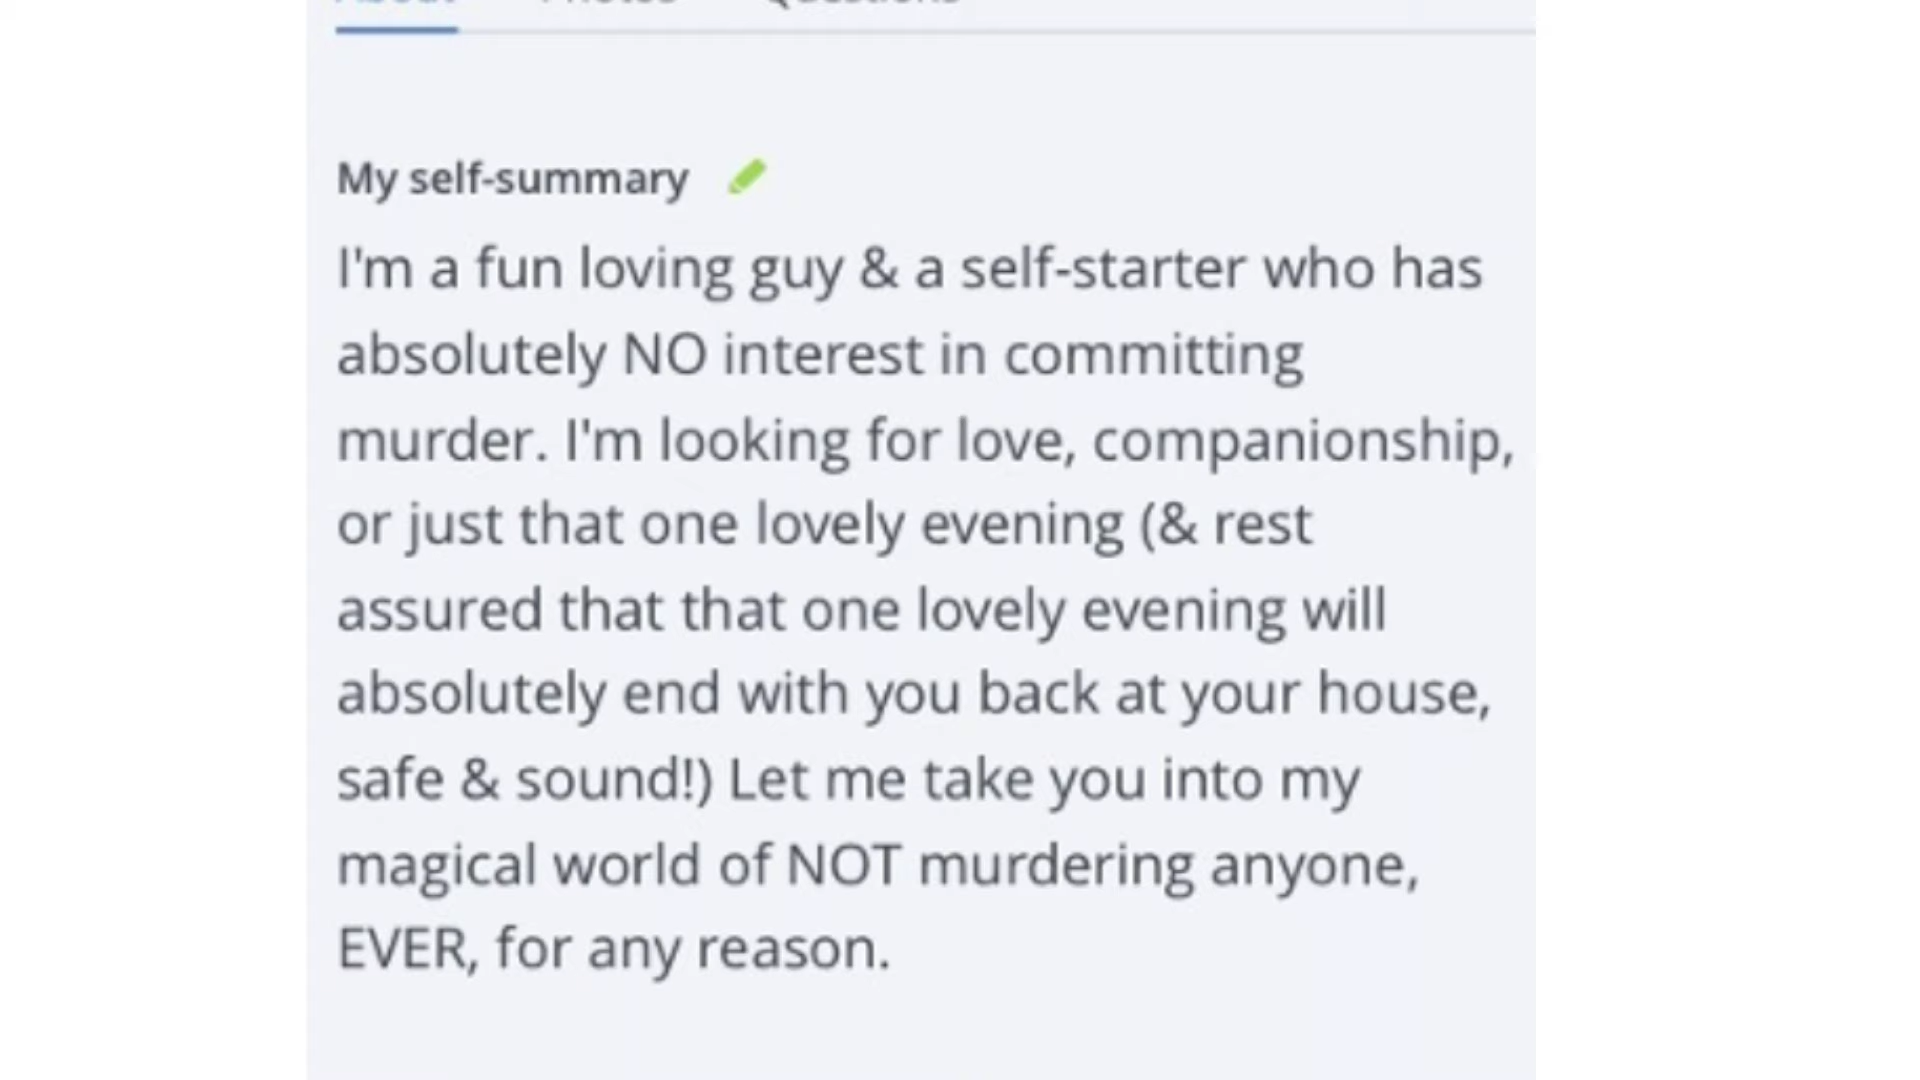 About Photos Questions
My self-summary
I'm a fun loving guy & a self-starter who has
absolutely NO interest in committing
murder. I'm looking for love, companionship,
or just that one lovely evening (& rest
assured that that one lovely evening will
absolutely end with you back at your house,
safe & sound!) Let me take you into my
magical world of NOT murdering anyone,
EVER, for any reason.